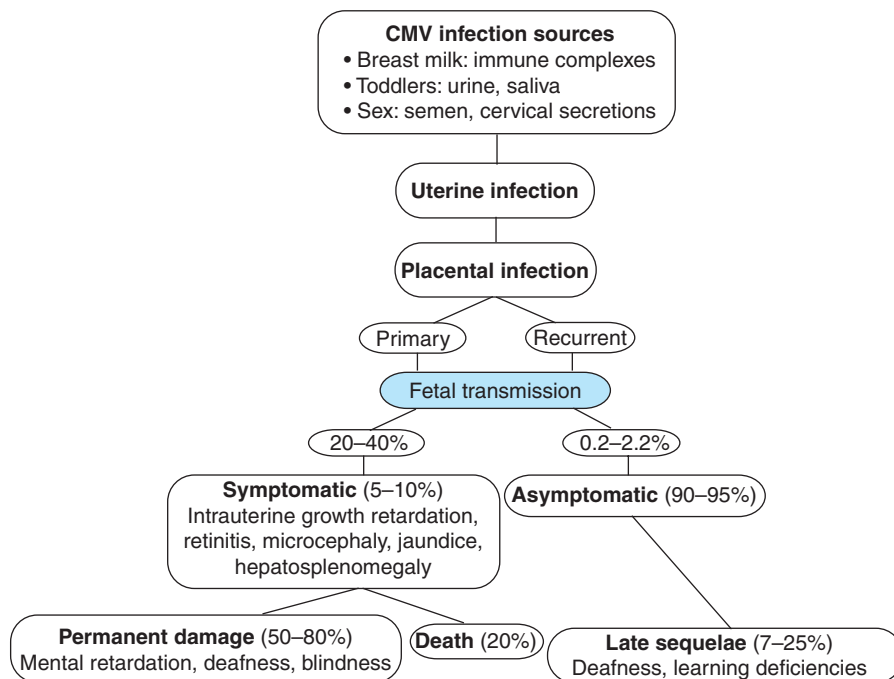 CMV infection sources
• Breast milk: immune complexes
• Toddlers: urine, saliva
• Sex: semen, cervical secretions
Uterine infection
Placental infection
Primary
Recurrent
Fetal transmission
20–40%
0.2–2.2%
Symptomatic (5–10%)
Intrauterine growth retardation,
retinitis, microcephaly, jaundice,
hepatosplenomegaly
Asymptomatic (90–95%)
Permanent damage (50–80%)
Mental retardation, deafness, blindness
Death (20%)
Late sequelae (7–25%)
Deafness, learning deficiencies